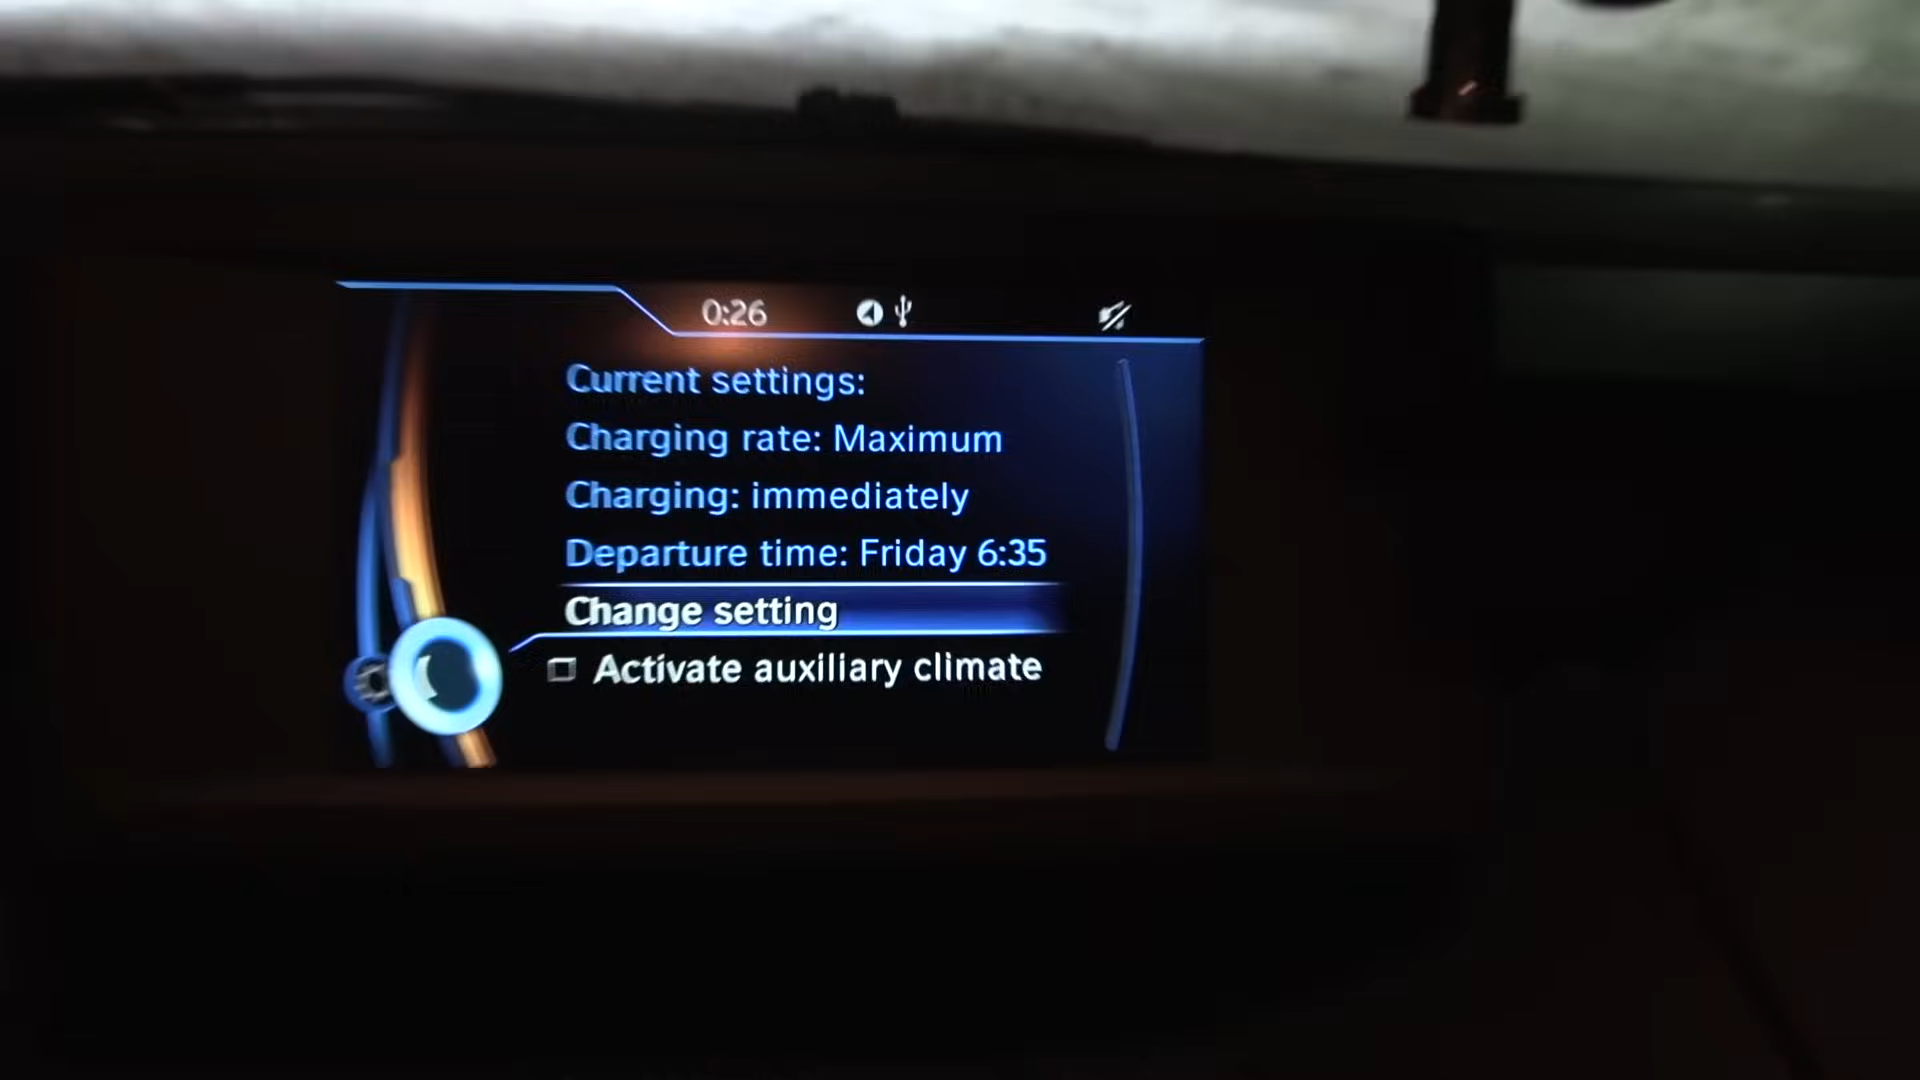 0:26
Current settings:
Charging rate: Maximum
Charging: immediately
Departure time: Friday 6:35
Change setting
Activate auxiliary climate